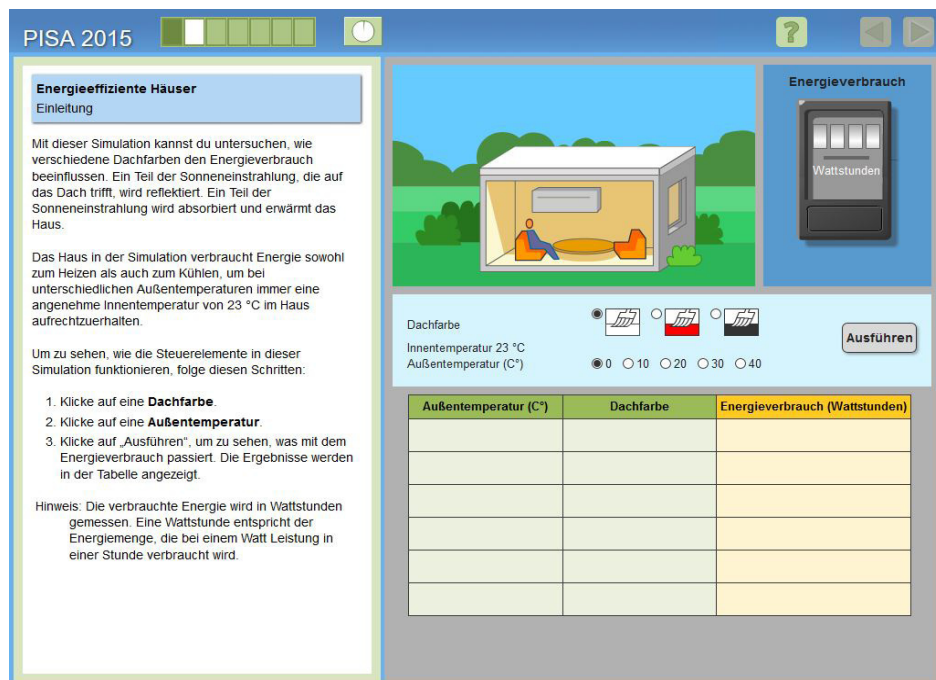 PISA 2015
?
Energieeffiziente Häuser
Einleitung
Mit dieser Simulation kannst du untersuchen, wie
verschiedene Dachfarben den Energieverbrauch
beeinflussen. Ein Teil der Sonneneinstrahlung, die auf
das Dach trifft, wird reflektiert. Ein Teil der
Sonneneinstrahlung wird absorbiert und erwärmt das
Haus.
Das Haus in der Simulation verbraucht Energie sowohl
zum Heizen als auch zum Kühlen, um bei
unterschiedlichen Außentemperaturen immer eine
angenehme Innentemperatur von 23 °C im Haus
aufrechtzuerhalten.
Um zu sehen, wie die Steuerelemente in dieser
Simulation funktionieren, folge diesen Schritten:
1. Klicke auf eine Dachfarbe.
2. Klicke auf eine Außentemperatur.
3. Klicke auf „Ausführen“, um zu sehen, was mit dem
Energieverbrauch passiert. Die Ergebnisse werden
in der Tabelle angezeigt.
Hinweis: Die verbrauchte Energie wird in Wattstunden
gemessen. Eine Wattstunde entspricht der
Energiemenge, die bei einem Watt Leistung in
einer Stunde verbraucht wird.
Energieverbrauch
Wattstunden
Dachfarbe
Innentemperatur 23 °C
Außentemperatur (C°) 0 10 20 30 40
Ausführen
Außentemperatur (C°) Dachfarbe Energieverbrauch (Wattstunden)